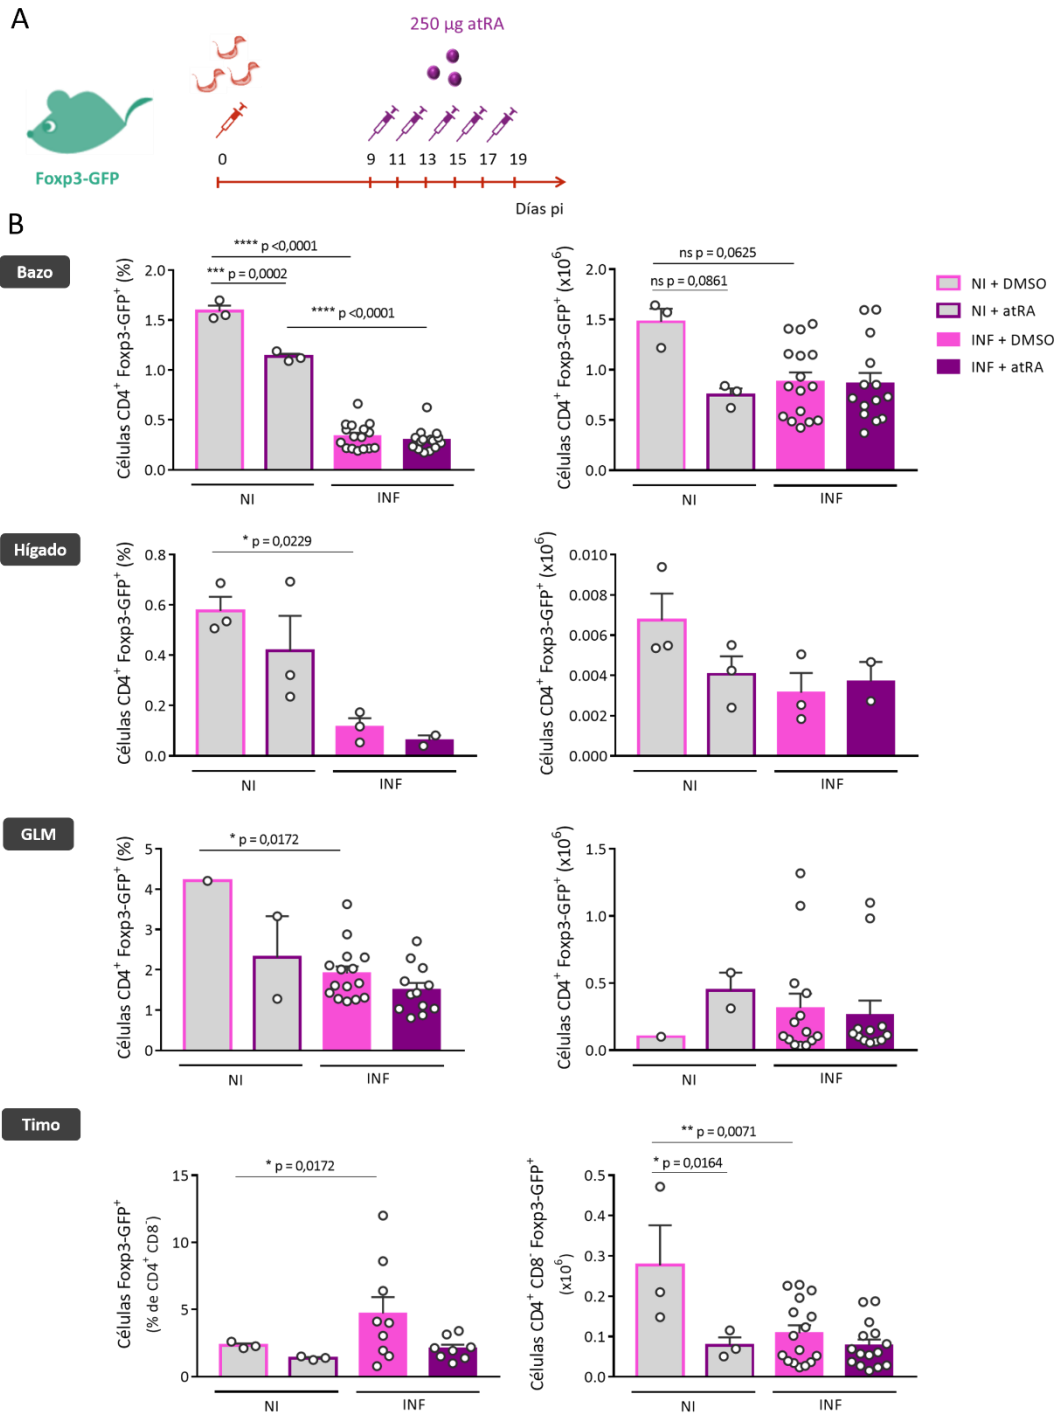 A
250 µg atRA
Foxp3-GFP
0 9 11 13 15 17 19
Días pi
B
Bazo
Células CD4⁺ Foxp3-GFP⁺ (%)
2.0
1.5
1.0
0.5
0.0
**** p <0,0001
*** p = 0,0002
**** p <0,0001
NI INF
Células CD4⁺ Foxp3-GFP⁺ (x10⁶)
2.0
1.5
1.0
0.5
0.0
ns p = 0,0625
ns p = 0,0861
NI INF
NI + DMSO
NI + atRA
INF + DMSO
INF + atRA
Hígado
Células CD4⁺ Foxp3-GFP⁺ (%)
0.8
0.6
0.4
0.2
0.0
* p = 0,0229
NI INF
Células CD4⁺ Foxp3-GFP⁺ (x10⁶)
0.010
0.008
0.006
0.004
0.002
0.000
NI INF
GLM
Células CD4⁺ Foxp3-GFP⁺ (%)
5
4
3
2
1
0
* p = 0,0172
NI INF
Células CD4⁺ Foxp3-GFP⁺ (x10⁶)
1.5
1.0
0.5
0.0
NI INF
Timo
Células Foxp3-GFP⁺
(% de CD4⁺ CD8⁻)
15
10
5
0
* p = 0,0172
NI INF
Células CD4⁺ CD8⁻ Foxp3-GFP⁺
(x10⁶)
0.5
0.4
0.3
0.2
0.1
0.0
** p = 0,0071
* p = 0,0164
NI INF